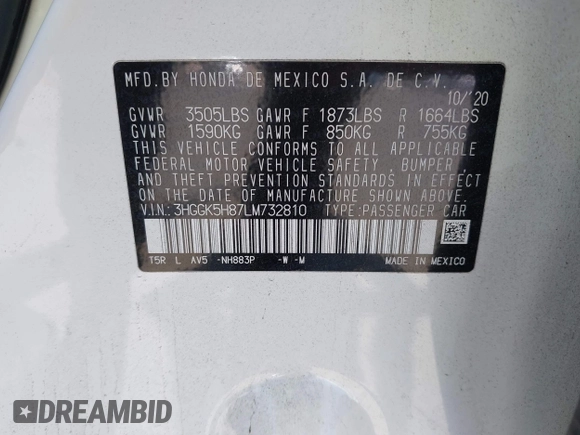 MFD.BY HONDA DE MEXICO S.A. DE C.V.
10/'20
GVWR 3505LBS GAWR F 1873LBS R 1664LBS
GVWR 1590KG GAWR F 850KG R 755KG
THIS VEHICLE CONFORMS TO ALL APPLICABLE
FEDERAL MOTOR VEHICLE SAFETY, BUMPER,
AND THEFT PREVENTION STANDARDS IN EFFECT
ON THE DATE OF MANUFACTURE SHOWN ABOVE.
V.I.N: 3HGGK5H87LM732810 TYPE:PASSENGER CAR
T5R L AV5 -NH883P -W -M MADE IN MEXICO
DREAMBID